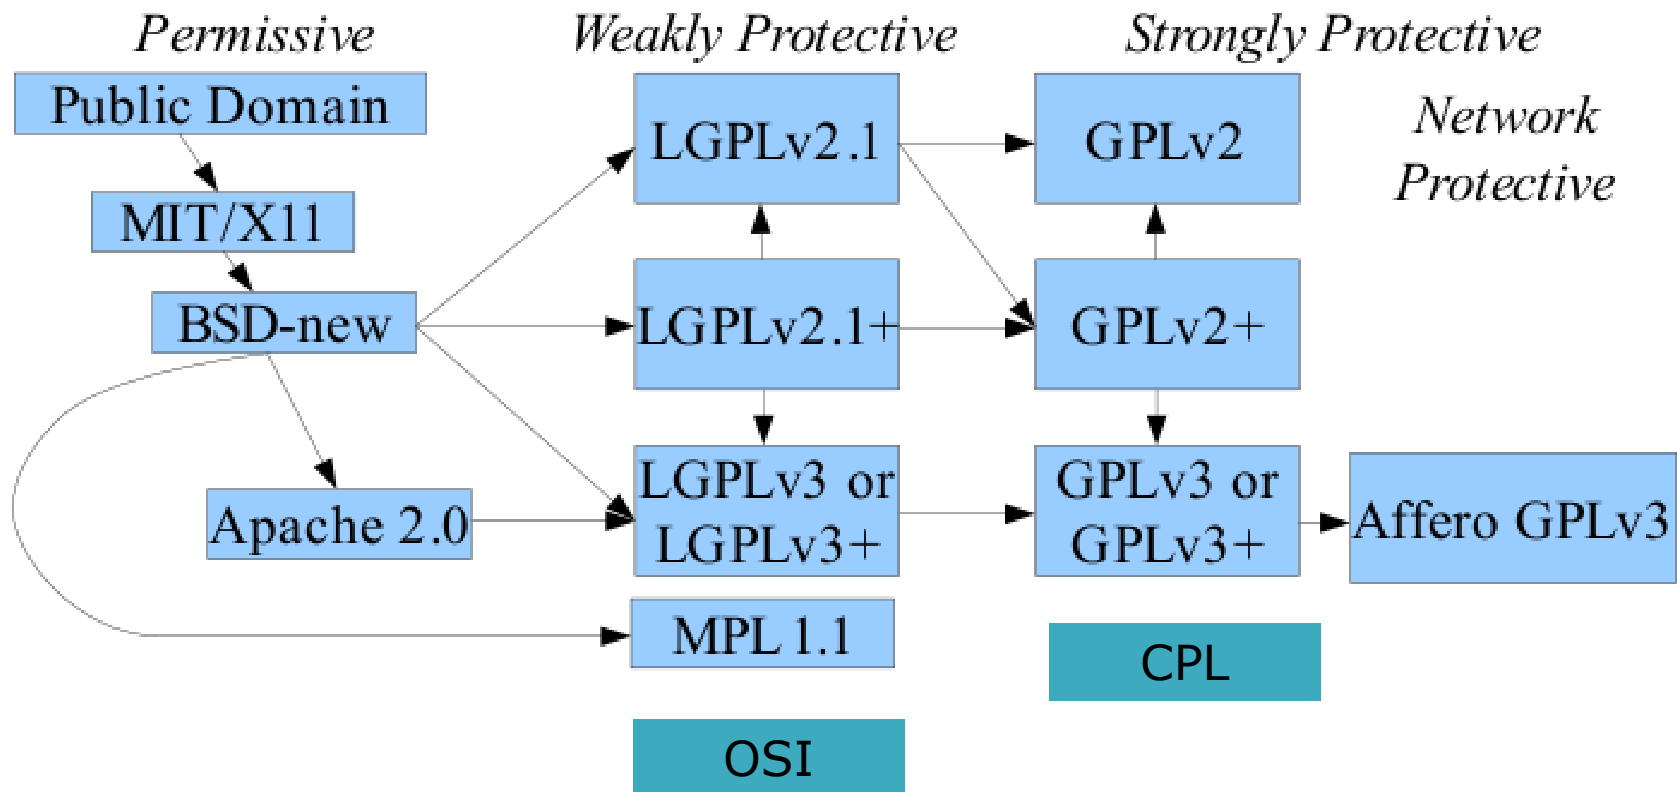 Permissive
Weakly Protective
Strongly Protective
Network
Protective
Public Domain
MIT/X11
BSD-new
Apache 2.0
LGPLv2.1
LGPLv2.1+
LGPLv3 or
LGPLv3+
MPL 1.1
OSI
GPLv2
GPLv2+
GPLv3 or
GPLv3+
CPL
Affero GPLv3